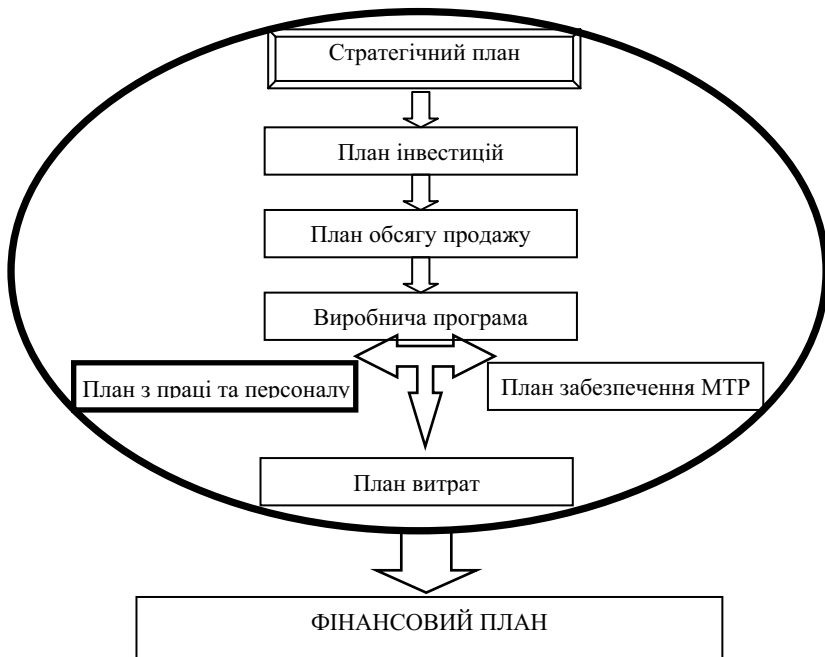 Стратегічний план
План інвестицій
План обсягу продажу
Виробнича програма
План з праці та персоналу
План забезпечення МТР
План витрат
ФІНАНСОВИЙ ПЛАН